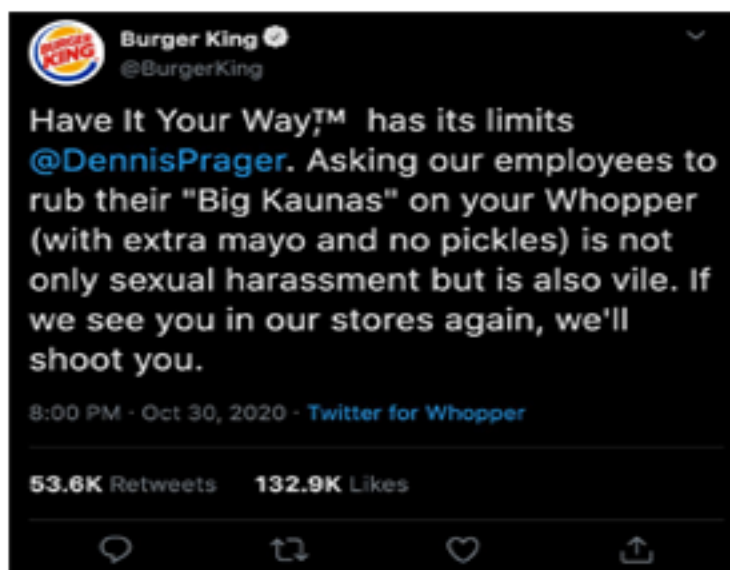 BURGER KING
Burger King
@BurgerKing
Have It Your Way,™ has its limits
@DennisPrager. Asking our employees to
rub their "Big Kaunas" on your Whopper
(with extra mayo and no pickles) is not
only sexual harassment but is also vile. If
we see you in our stores again, we'll
shoot you.
8:00 PM · Oct 30, 2020 · Twitter for Whopper
53.6K Retweets 132.9K Likes